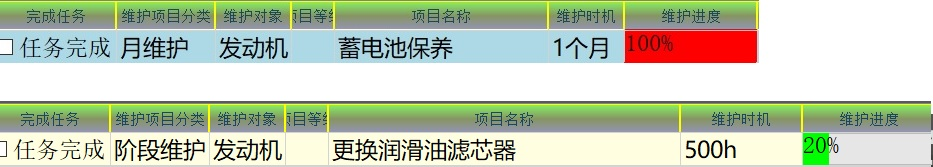 完成任务 维护项目分类 维护对象 项目等级 项目名称 维护时机 维护进度
任务完成 月维护 发动机 蓄电池保养 1个月 100%
完成任务 维护项目分类 维护对象 项目等级 项目名称 维护时机 维护进度
任务完成 阶段维护 发动机 更换润滑油滤芯器 500h 20%